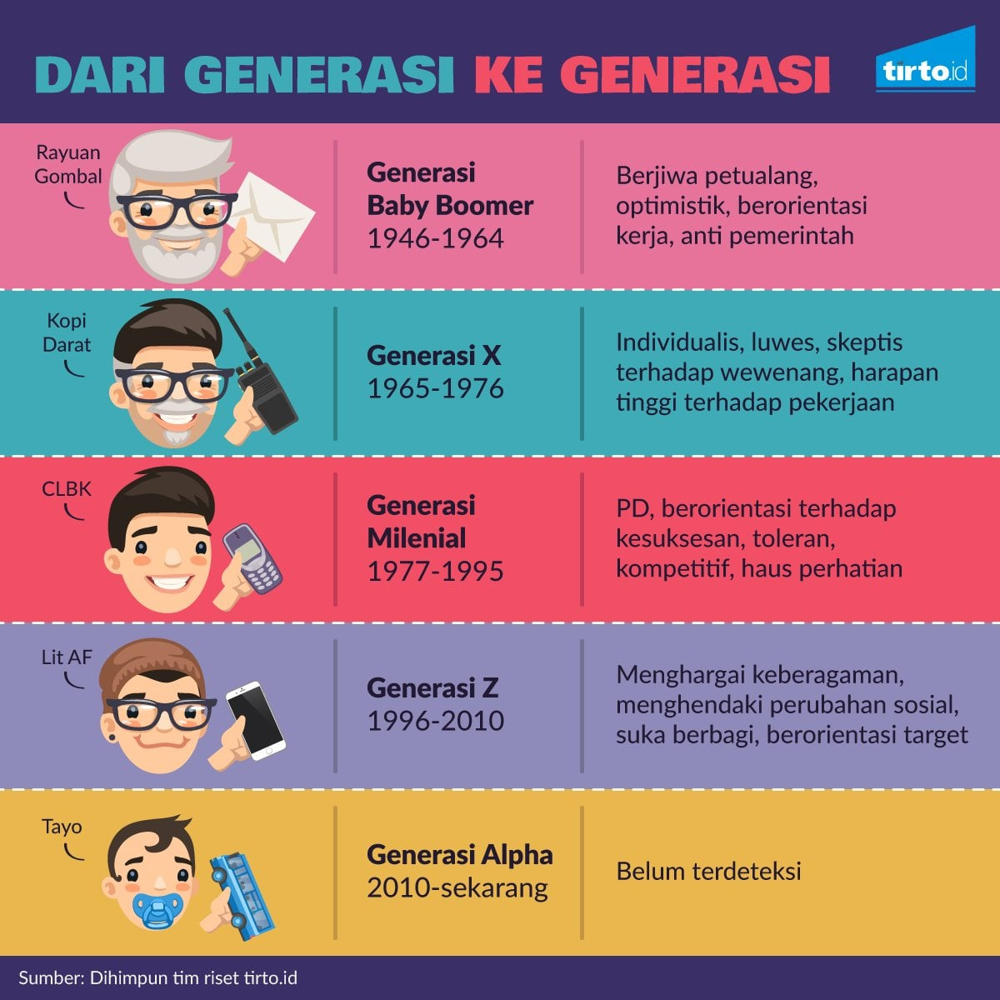 DARI GENERASI KE GENERASI
tirto.id
Rayuan
Gombal
Generasi
Baby Boomer
1946-1964
Berjiwa petualang,
optimistik, berorientasi
kerja, anti pemerintah
Kopi
Darat
Generasi X
1965-1976
Individualis, luwes, skeptis
terhadap wewenang, harapan
tinggi terhadap pekerjaan
CLBK
Generasi
Milenial
1977-1995
PD, berorientasi terhadap
kesuksesan, toleran,
kompetitif, haus perhatian
Lit AF
Generasi Z
1996-2010
Menghargai keberagaman,
menghendaki perubahan sosial,
suka berbagi, berorientasi target
Tayo
Generasi Alpha
2010-sekarang
Belum terdeteksi
Sumber: Dihimpun tim riset tirto.id